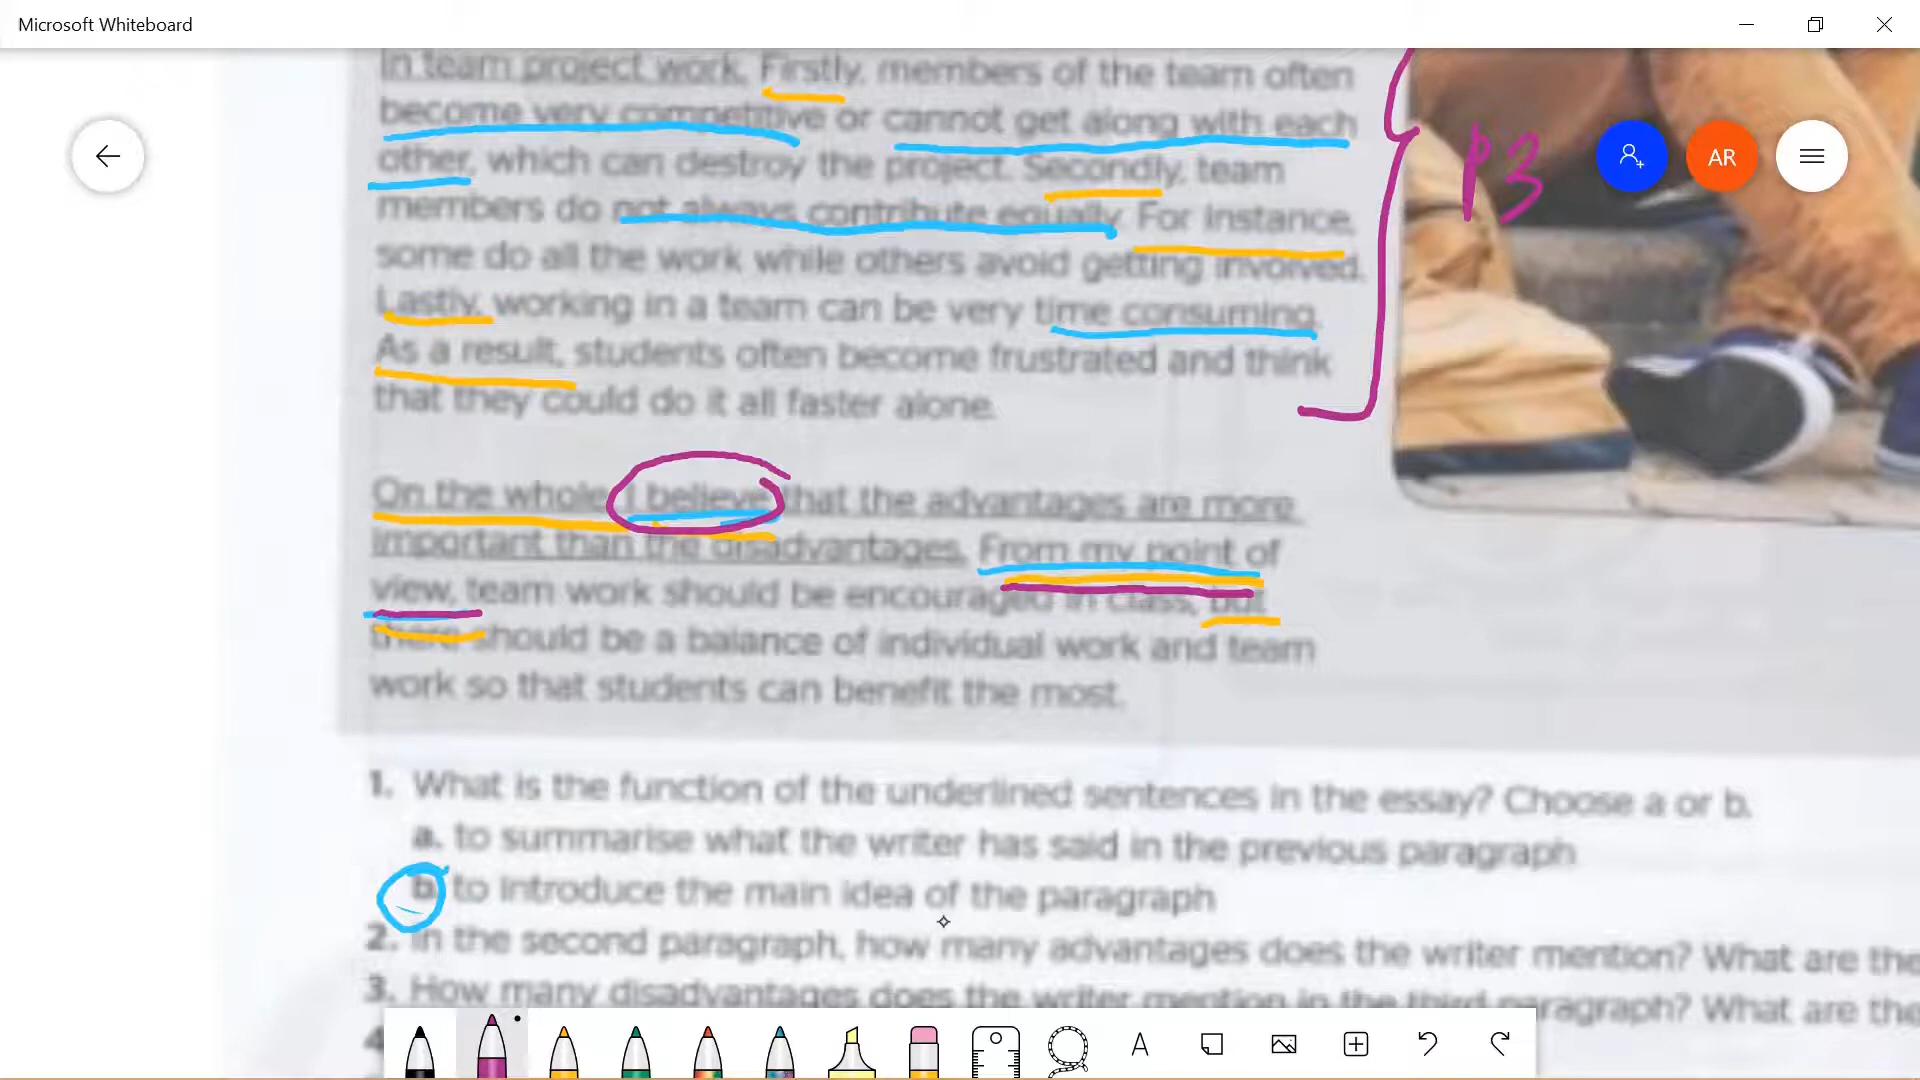 Microsoft Whiteboard
in team project work. Firstly, members of the team often
become very competitive or cannot get along with each
other, which can destroy the project. Secondly, team
members do not always contribute equally. For instance,
some do all the work while others avoid getting involved.
Lastly, working in a team can be very time consuming.
As a result, students often become frustrated and think
that they could do it all faster alone.
P3
AR
On the whole, I believe that the advantages are more
important than the disadvantages. From my point of
view, team work should be encouraged in class, but
there should be a balance of individual work and team
work so that students can benefit the most.
1. What is the function of the underlined sentences in the essay? Choose a or b.
a. to summarise what the writer has said in the previous paragraph
b. to introduce the main idea of the paragraph
2. In the second paragraph, how many advantages does the writer mention? What are the
3. How many disadvantages does the writer mention in the third paragraph? What are the
4